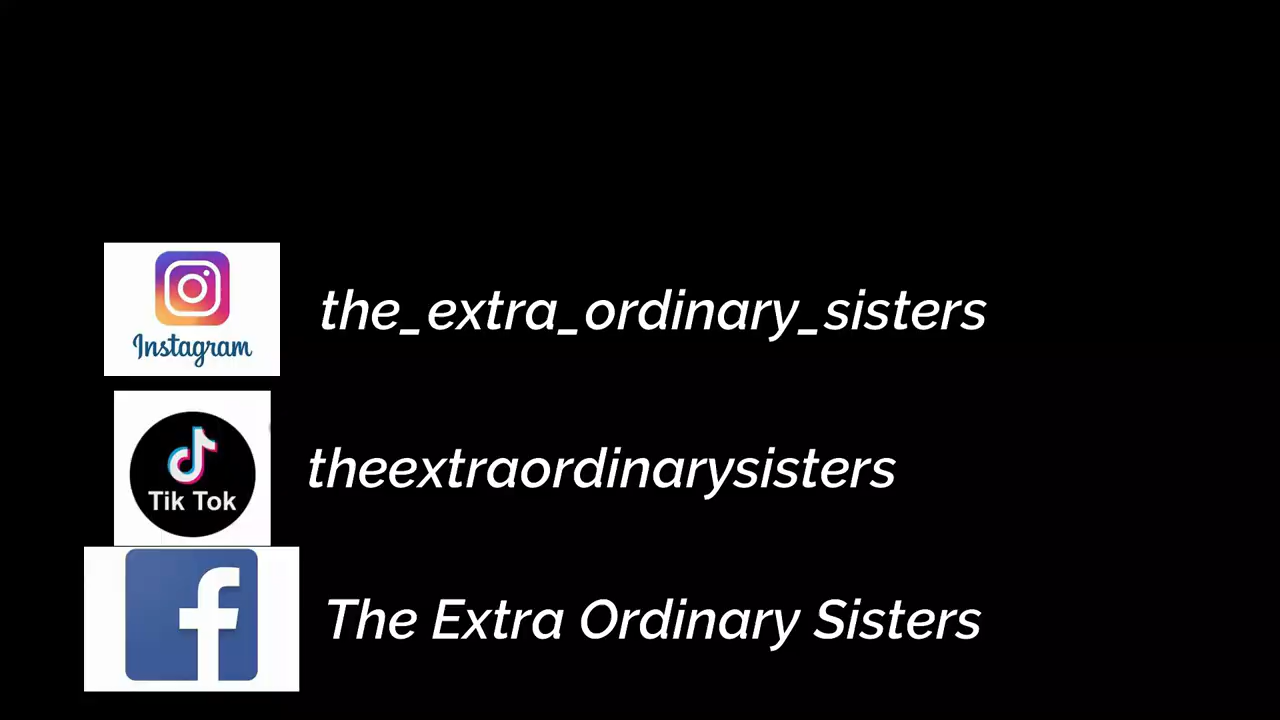 the_extra_ordinary_sisters
Instagram
theextraordinarysisters
Tik Tok
The Extra Ordinary Sisters